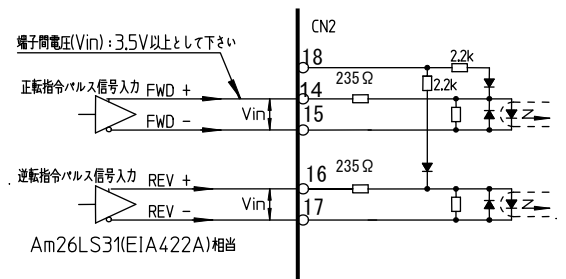 CN2
端子間電圧(Vin):3.5V以上として下さい
18
2.2k
正転指令パルス信号入力 FWD +
14
235Ω
2.2k
Vin
15
FWD -
逆転指令パルス信号入力 REV +
16
235Ω
Vin
17
REV -
Am26LS31(EIA422A)相当